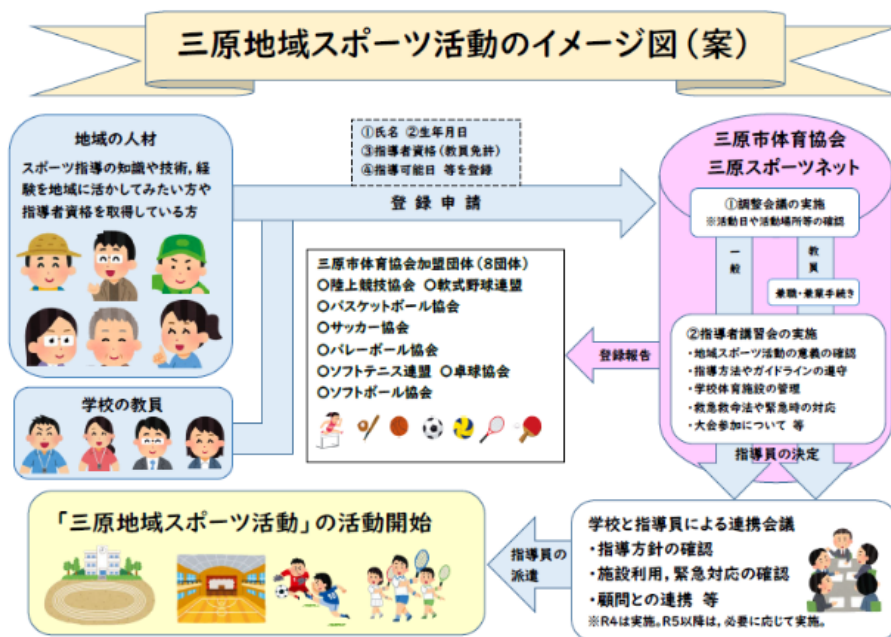 三原地域スポーツ活動のイメージ図(案)
地域の人材
スポーツ指導の知識や技術,経
験を地域に活かしてみたい方や
指導者資格を取得している方
学校の教員
①氏名 ②生年月日
③指導者資格(教員免許)
④指導可能日 等を登録
登録申請
三原市体育協会
三原スポーツネット
①調整会議の実施
※活動日や活動場所等の確認
一般
教員
兼職・兼業手続き
②指導者講習会の実施
・地域スポーツ活動の意義の確認
・指導方法やガイドラインの遵守
・学校体育施設の管理
・救急救命法や緊急時の対応
・大会参加について 等
指導員の決定
登録報告
三原市体育協会加盟団体(8団体)
○陸上競技協会 ○軟式野球連盟
○バスケットボール協会
○サッカー協会
○バレーボール協会
○ソフトテニス連盟 ○卓球協会
○ソフトボール協会
学校と指導員による連携会議
・指導方針の確認
・施設利用,緊急対応の確認
・顧問との連携 等
※R4は実施。R5以降は,必要に応じて実施。
指導員の
派遣
「三原地域スポーツ活動」の活動開始